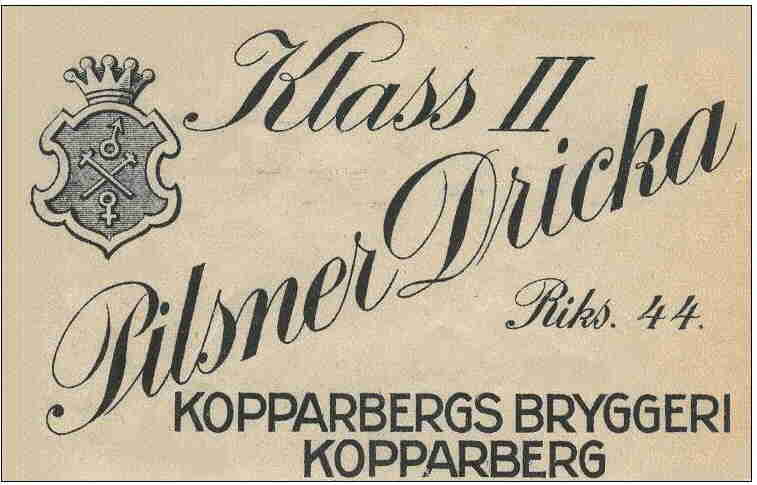 Klass II
Pilsner Dricka
Riks. 44.
KOPPARBERGS BRYGGERI
KOPPARBERG